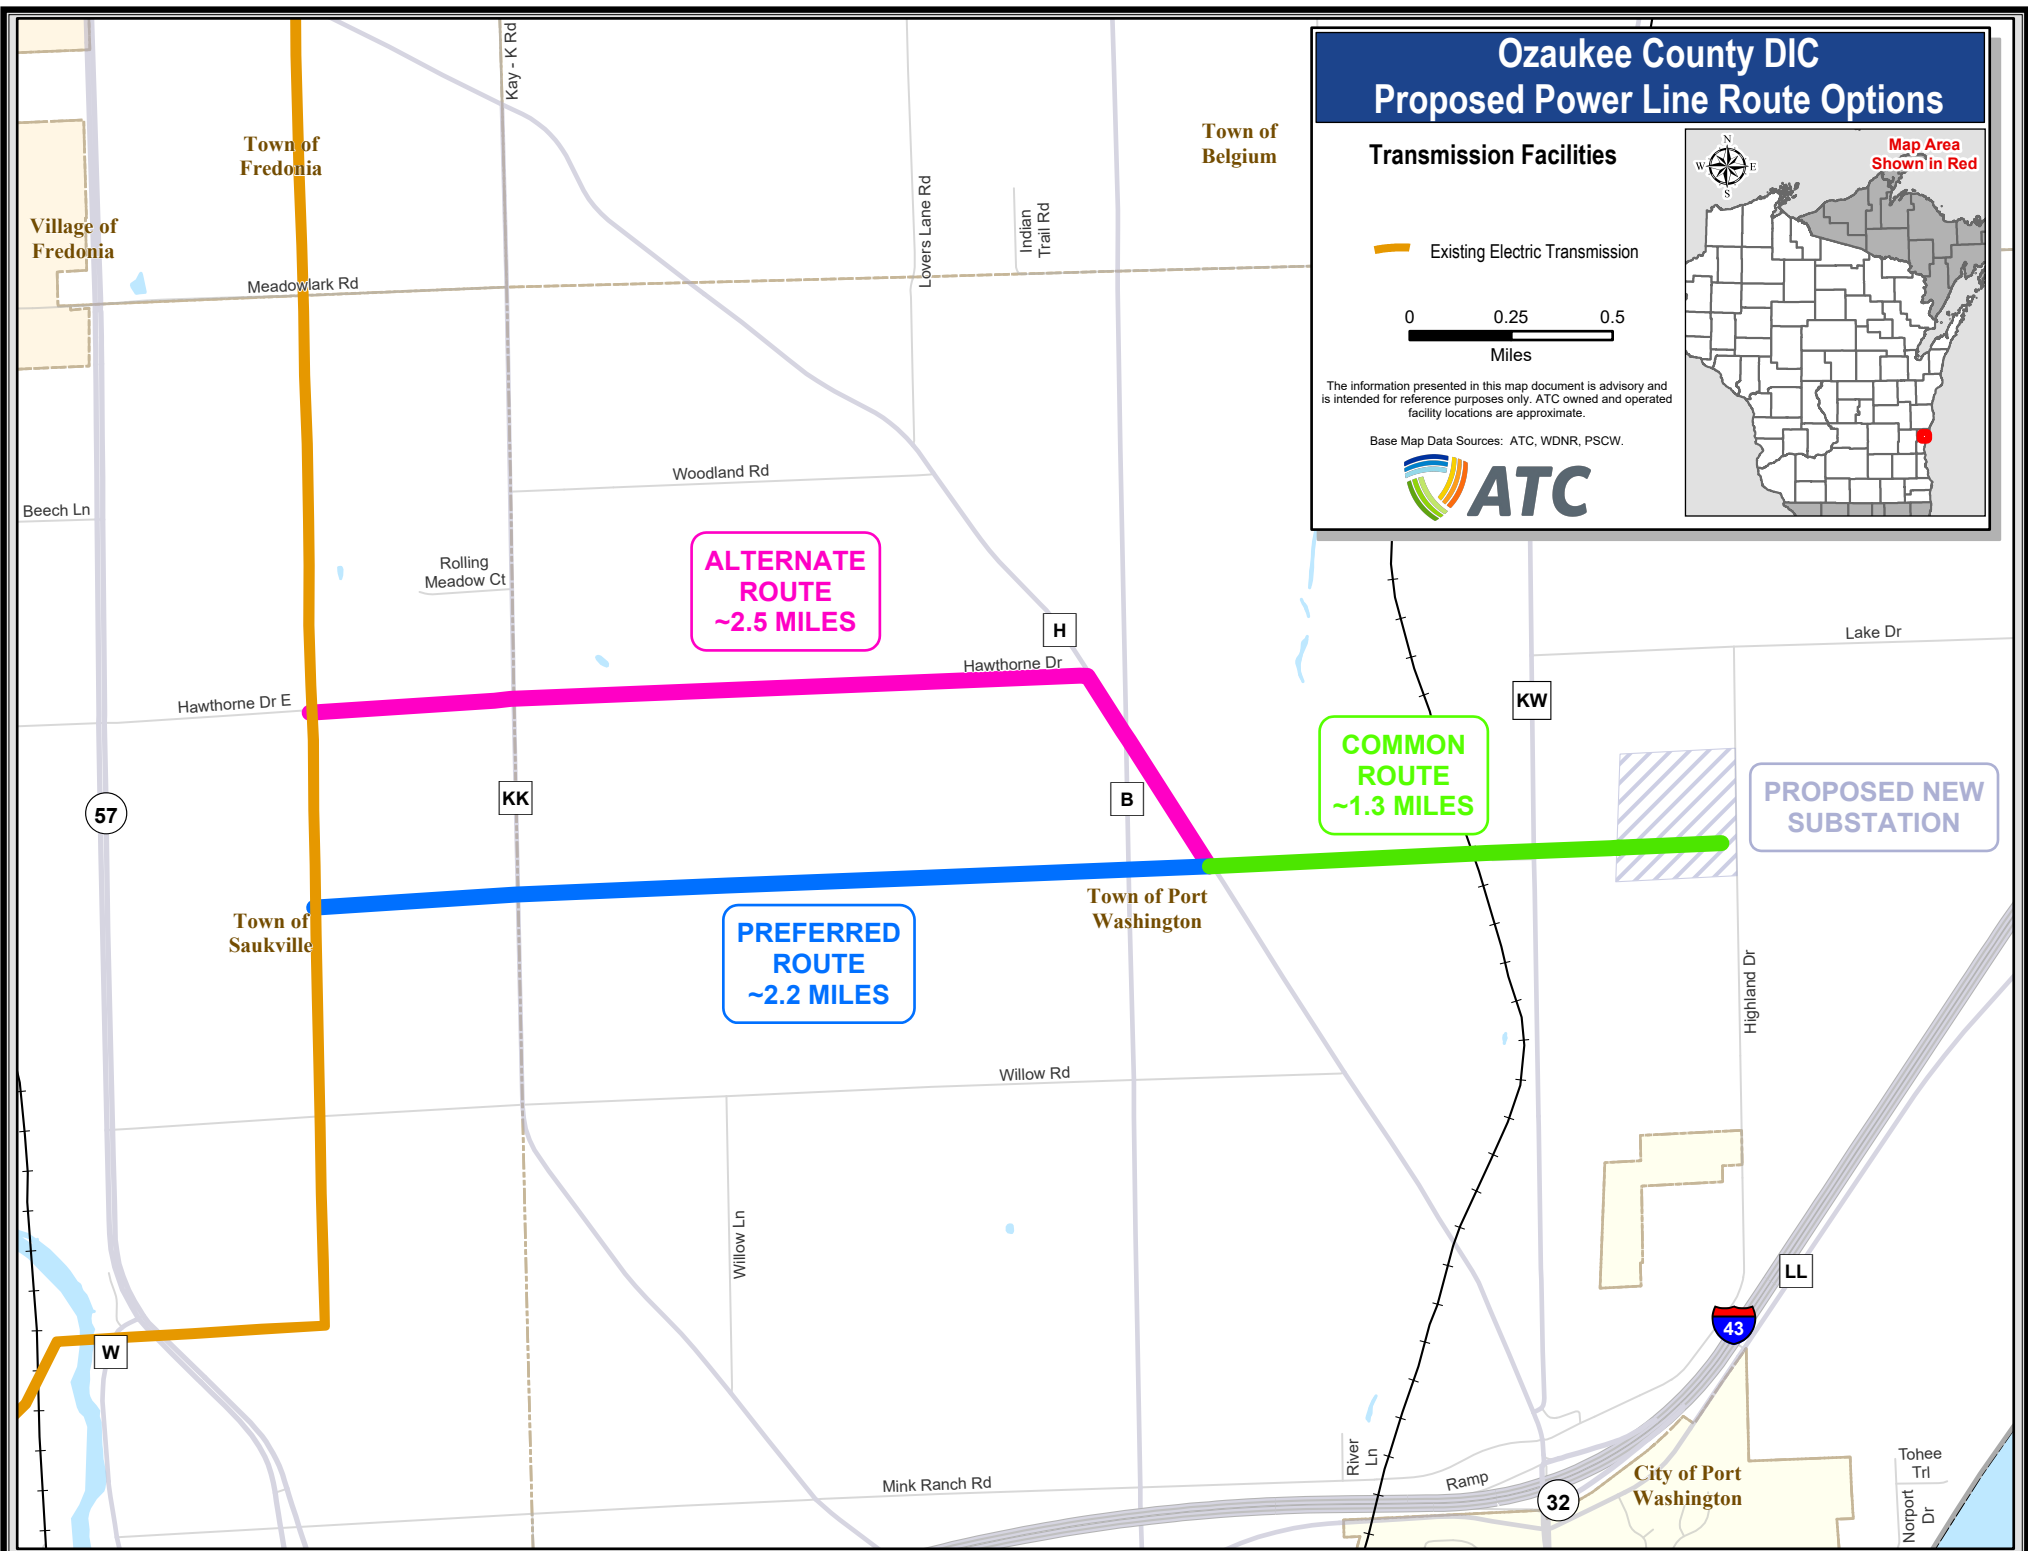 Ozaukee County DIC
Proposed Power Line Route Options
Transmission Facilities
Existing Electric Transmission
0 0.25 0.5
Miles
The information presented in this map document is advisory and
is intended for reference purposes only. ATC owned and operated
facility locations are approximate.
Base Map Data Sources: ATC, WDNR, PSCW.
ATC
N
W E
S
Map Area
Shown in Red
Kay - K Rd
Town of
Fredonia
Town of
Belgium
Village of
Fredonia
Lovers Lane Rd
Indian
Trail Rd
Meadowlark Rd
Woodland Rd
Beech Ln
Rolling
Meadow Ct
ALTERNATE
ROUTE
~2.5 MILES
H
Hawthorne Dr
Hawthorne Dr E
Lake Dr
KW
COMMON
ROUTE
~1.3 MILES
PROPOSED NEW
SUBSTATION
57
KK
B
Town of
Saukville
Town of Port
Washington
PREFERRED
ROUTE
~2.2 MILES
Highland Dr
Willow Rd
Willow Ln
LL
43
W
Mink Ranch Rd
River
Ln
Ramp
32
City of Port
Washington
Tohee
Trl
Norport
Dr